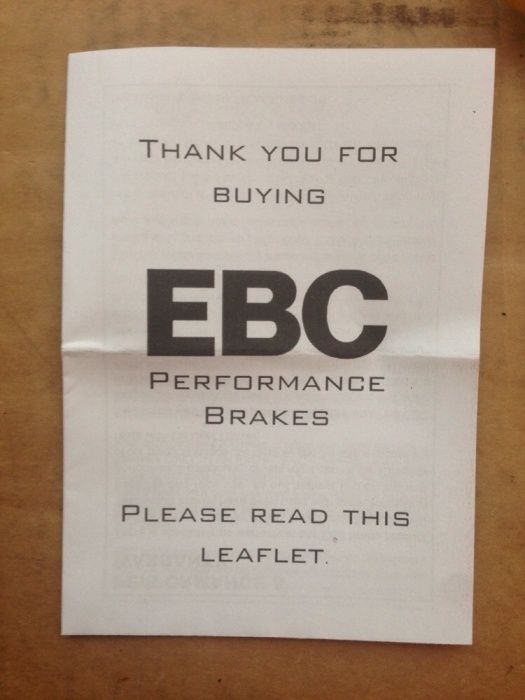 THANK YOU FOR
BUYING
EBC
PERFORMANCE
BRAKES
PLEASE READ THIS
LEAFLET.